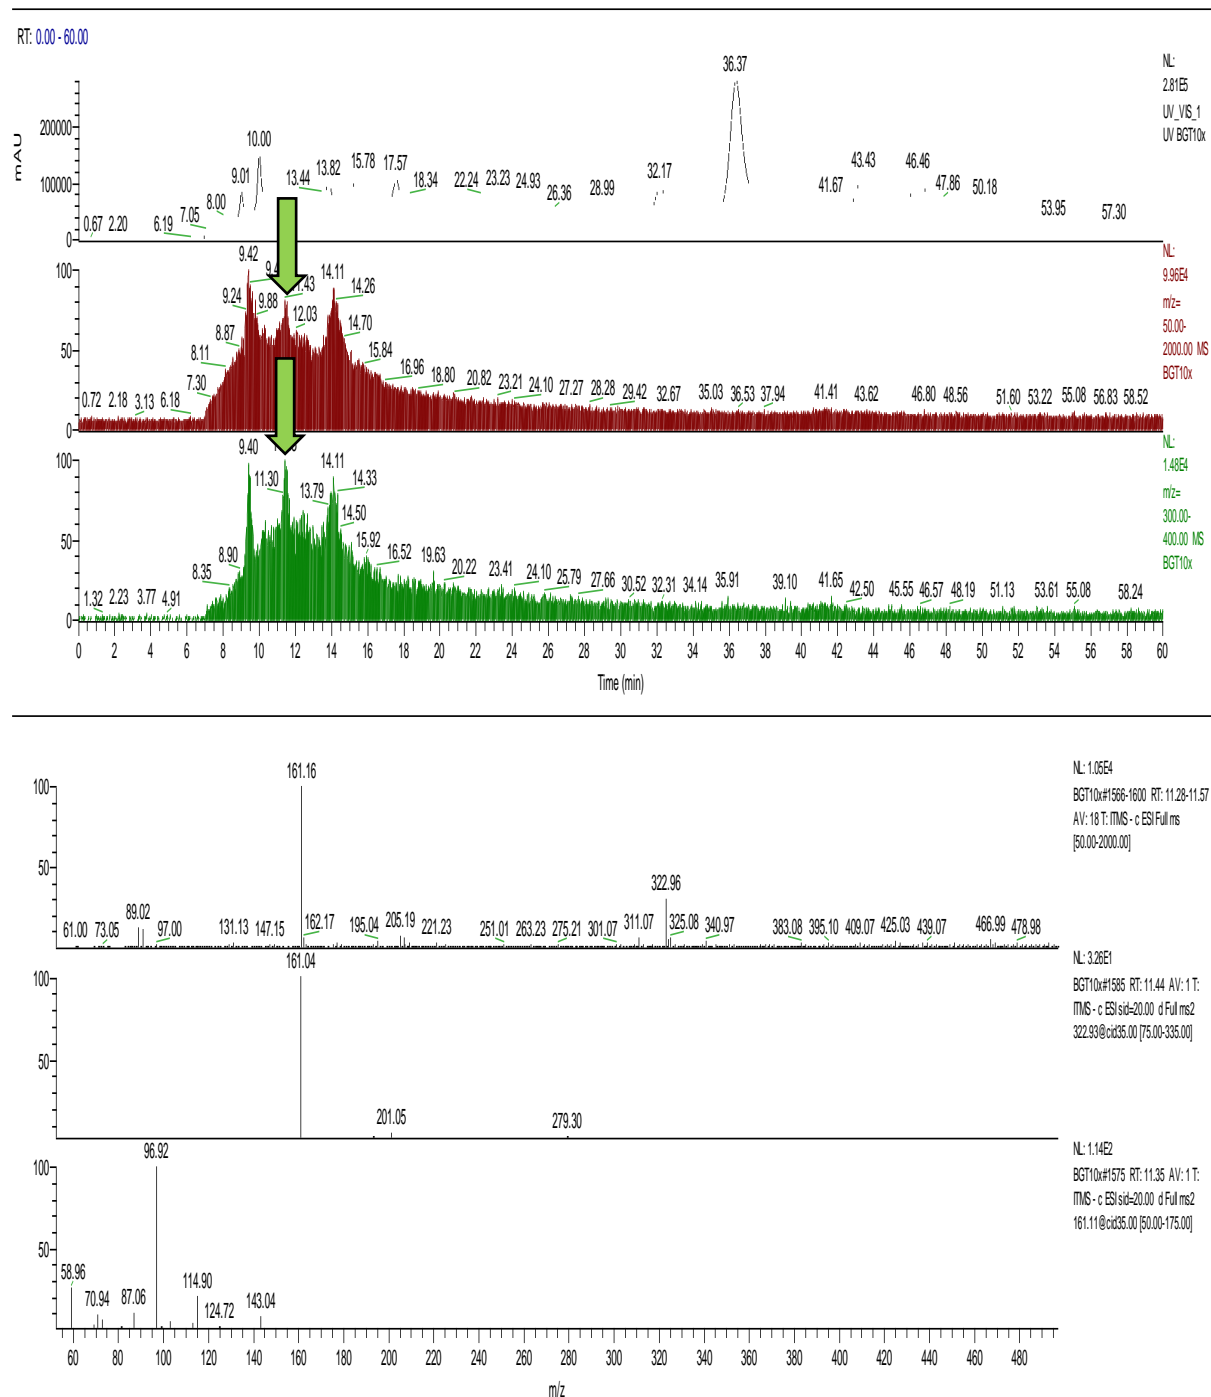 RT: 0.00 - 60.00
NL:
2.81E5
UV_VIS_1
UV BGT10x
mAU
200000
100000
0
0.67 2.20 6.19 7.05 8.00 9.01 10.00 13.44 13.82 15.78 17.57 18.34 22.24 23.23 24.93 26.36 28.99 32.17 36.37 41.67 43.43 46.46 47.86 50.18 53.95 57.30
NL:
9.96E4
m/z=
50.00-
2000.00 MS
BGT10x
100
50
0
0.72 2.18 3.13 6.18 7.30 8.11 8.87 9.24 9.42 9.88 12.03 14.11 14.26 14.70 15.84 16.96 18.80 20.82 23.21 24.10 27.27 28.28 29.42 32.67 35.03 36.53 37.94 41.41 43.62 46.80 48.56 51.60 53.22 55.08 56.83 58.52
NL:
1.48E4
m/z=
300.00-
400.00 MS
BGT10x
100
50
0
1.32 2.23 3.77 4.91 8.35 8.90 9.40 11.30 13.79 14.11 14.33 14.50 15.92 16.52 19.63 20.22 23.41 24.10 25.79 27.66 30.52 32.31 34.14 35.91 39.10 41.65 42.50 45.55 46.57 48.19 51.13 53.61 55.08 58.24
0 2 4 6 8 10 12 14 16 18 20 22 24 26 28 30 32 34 36 38 40 42 44 46 48 50 52 54 56 58 60
Time (min)
NL: 1.05E4
BGT10x#1566-1600 RT: 11.28-11.57
AV: 18 T: ITMS - c ESI Full ms
[50.00-2000.00]
100
50
0
61.00 73.05 89.02 97.00 131.13 147.15 161.16 162.17 195.04 205.19 221.23 251.01 263.23 275.21 301.07 311.07 322.96 325.08 340.97 383.08 395.10 409.07 425.03 439.07 466.99 478.98
NL: 3.26E1
BGT10x#1585 RT: 11.44 AV: 1 T:
ITMS - c ESI sid=20.00 d Full ms2
322.93@cid35.00 [75.00-335.00]
100
50
161.04 201.05 279.30
NL: 1.14E2
BGT10x#1575 RT: 11.35 AV: 1 T:
ITMS - c ESI sid=20.00 d Full ms2
161.11@cid35.00 [50.00-175.00]
100
50
58.96 70.94 87.06 96.92 114.90 124.72 143.04
60 80 100 120 140 160 180 200 220 240 260 280 300 320 340 360 380 400 420 440 460 480
m/z